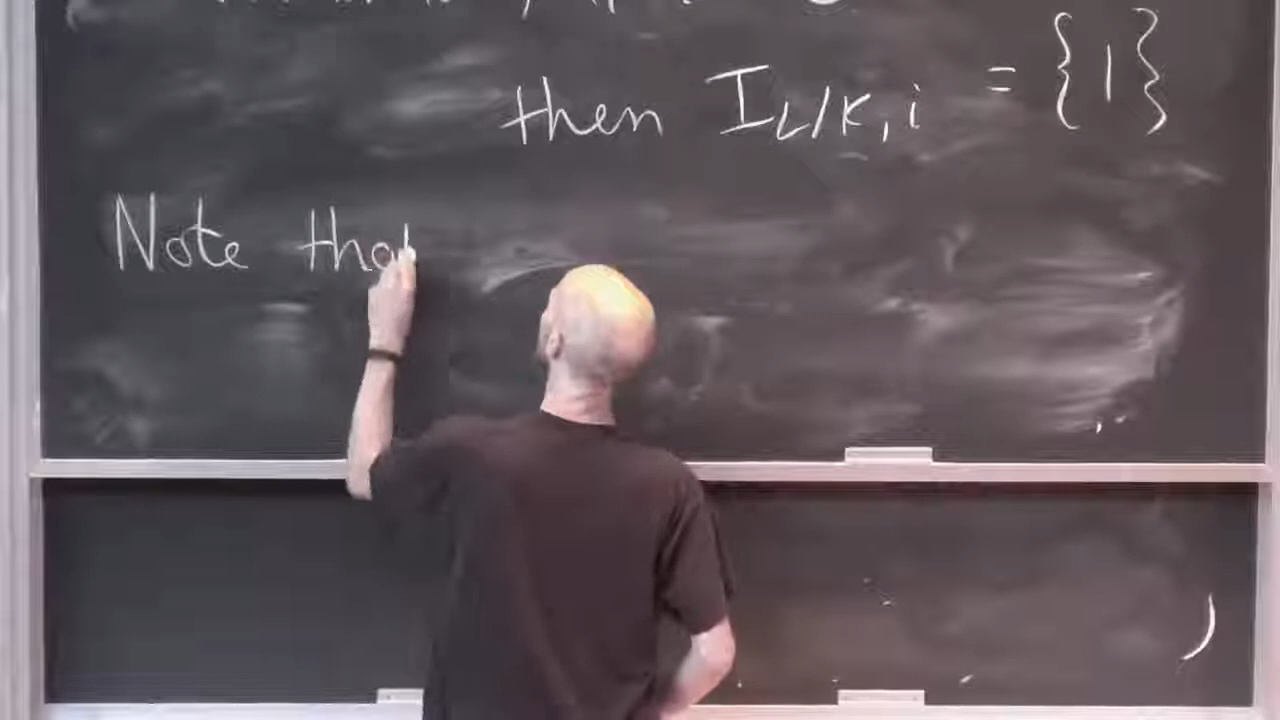 then I_{L/K, i} = {1}
Note that